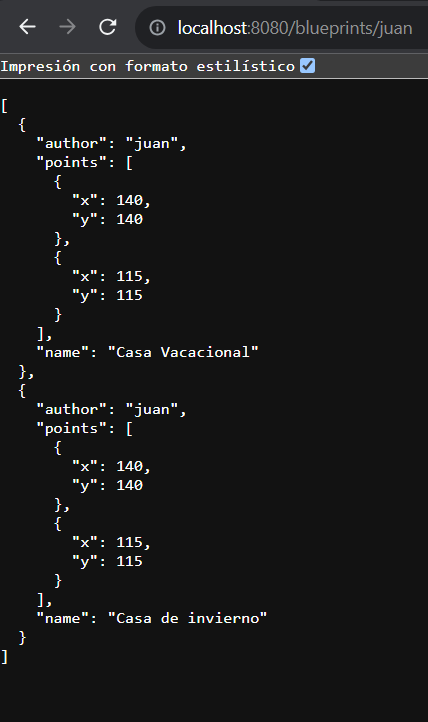 localhost:8080/blueprints/juan
Impresión con formato estilístico
[
  {
    "author": "juan",
    "points": [
      {
        "x": 140,
        "y": 140
      },
      {
        "x": 115,
        "y": 115
      }
    ],
    "name": "Casa Vacacional"
  },
  {
    "author": "juan",
    "points": [
      {
        "x": 140,
        "y": 140
      },
      {
        "x": 115,
        "y": 115
      }
    ],
    "name": "Casa de invierno"
  }
]